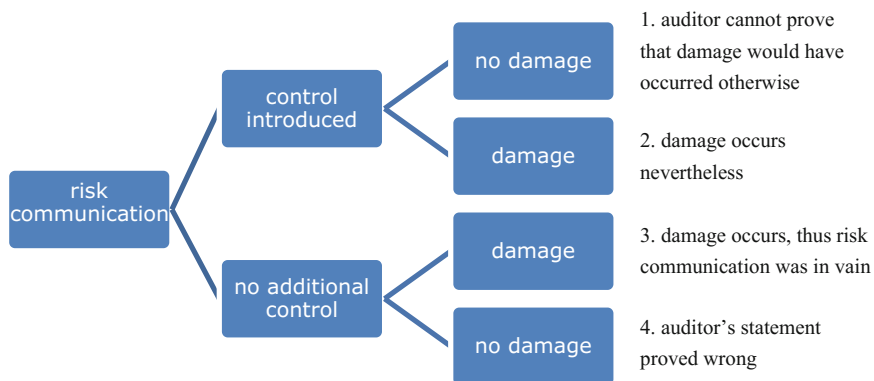 risk
communication
control
introduced
no additional
control
no damage
damage
damage
no damage
1. auditor cannot prove
that damage would have
occurred otherwise
2. damage occurs
nevertheless
3. damage occurs, thus risk
communication was in vain
4. auditor’s statement
proved wrong